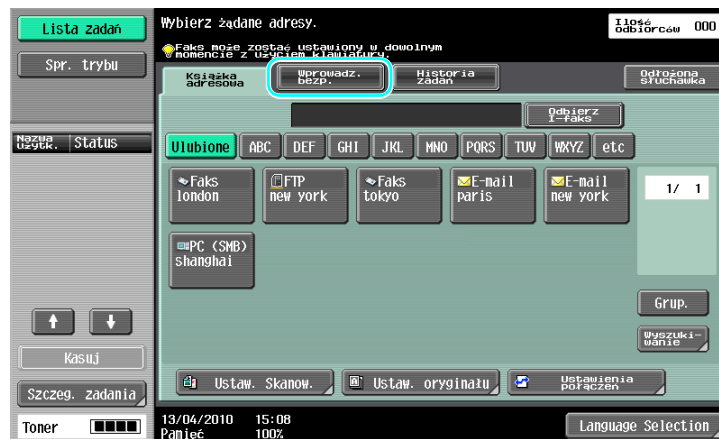 Lista zadań
Spr. trybu
Nazwa użytk.
Status
Kasuj
Szczeg. zadania
Toner
Wybierz żądane adresy.
Ilość odbiorców 000
Faks może zostać ustawiony w dowolnym
momencie z użyciem klawiatury.
Książka adresowa
Wprowadz. bezp.
Historia zadań
Odłożona słuchawka
Odbierz I-faks
Ulubione ABC DEF GHI JKL MNO PQRS TUV WXYZ etc
Faks
london
FTP
new york
Faks
tokyo
E-mail
paris
E-mail
new york
1/ 1
PC (SMB)
shanghai
Grup.
Wyszuki-
wanie
Ustaw. Skanow.
Ustaw. oryginału
Ustawienia połączeń
13/04/2010 15:08
Pamięć 100%
Language Selection